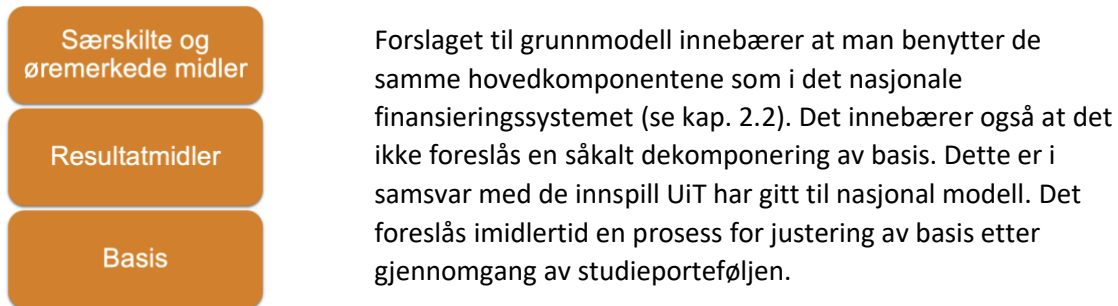 Særskilte og
øremerkede midler
Resultatmidler
Basis
Forslaget til grunnmodell innebærer at man benytter de
samme hovedkomponentene som i det nasjonale
finansieringssystemet (se kap. 2.2). Det innebærer også at det
ikke foreslås en såkalt dekomponering av basis. Dette er i
samsvar med de innspill UiT har gitt til nasjonal modell. Det
foreslås imidlertid en prosess for justering av basis etter
gjennomgang av studieporteføljen.